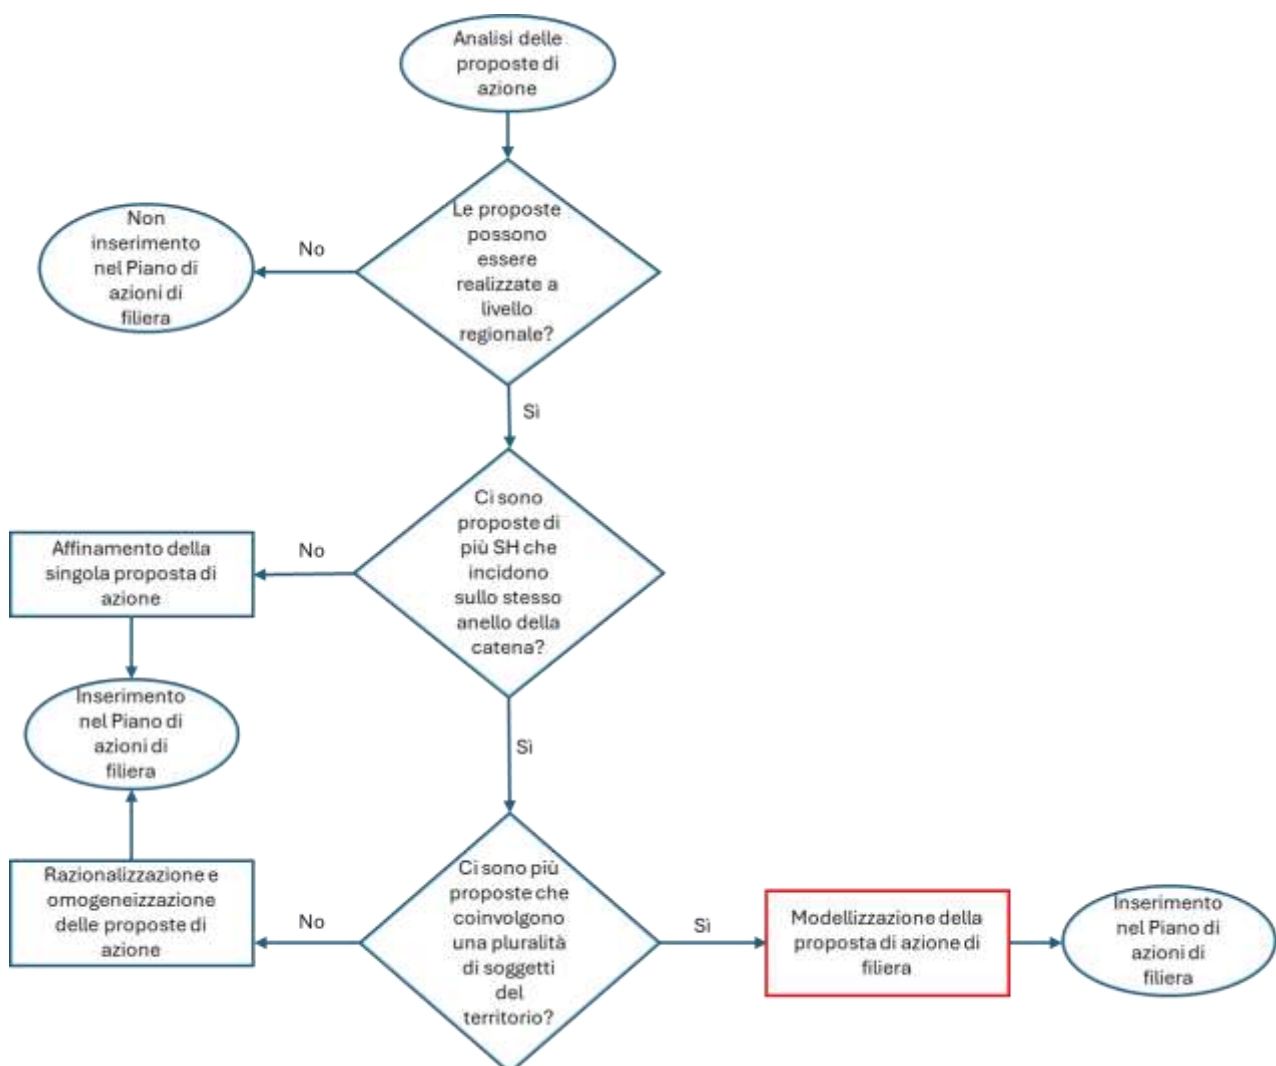 Analisi delle
proposte di
azione
Le proposte
possono
essere
realizzate a
livello
regionale?
No
Non
inserimento
nel Piano di
azioni di
filiera
Sì
Ci sono
proposte di
più SH che
incidono
sullo stesso
anello della
catena?
No
Affinamento della
singola proposta di
azione
Inserimento
nel Piano di
azioni di
filiera
Sì
Ci sono più
proposte che
coinvolgono
una pluralità
di soggetti
del
territorio?
No
Razionalizzazione e
omogeneizzazione
delle proposte di
azione
Sì
Modellizzazione della
proposta di azione di
filiera
Inserimento
nel Piano di
azioni di
filiera